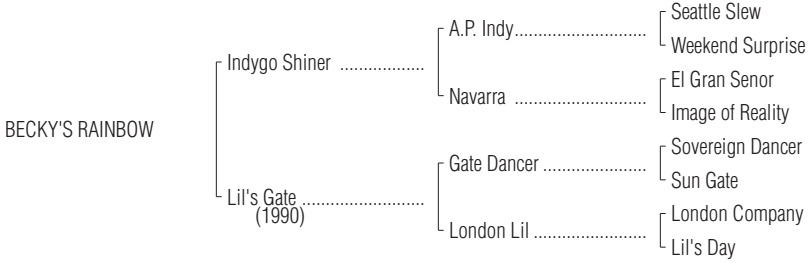 Seattle Slew
A.P. Indy..............................
Weekend Surprise
Indygo Shiner ...................
El Gran Senor
Navarra ..............................
Image of Reality
BECKY'S RAINBOW
Sovereign Dancer
Gate Dancer .......................
Sun Gate
Lil's Gate ...........................
(1990)
London Company
London Lil .........................
Lil's Day